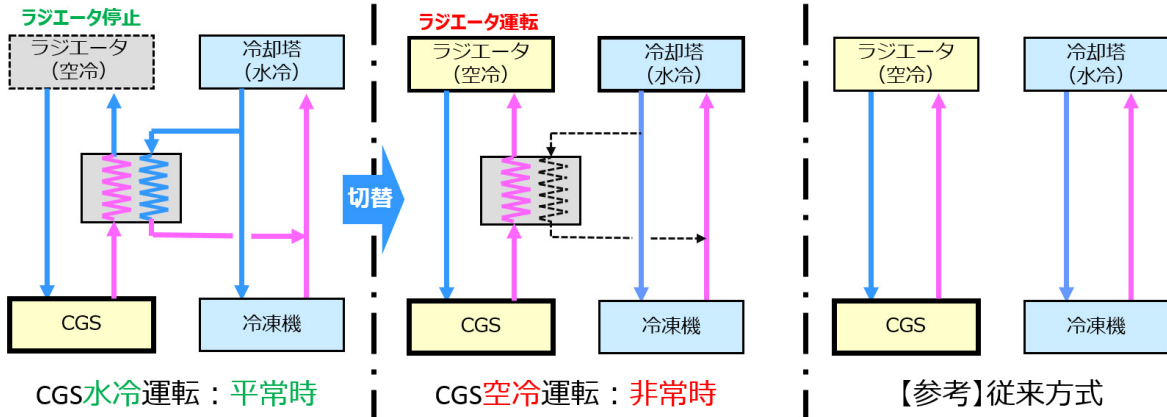 ラジエータ停止
ラジエータ
（空冷）
冷却塔
（水冷）
CGS
冷凍機
CGS水冷運転：平常時
切替
ラジエータ運転
ラジエータ
（空冷）
冷却塔
（水冷）
CGS
冷凍機
CGS空冷運転：非常時
ラジエータ
（空冷）
冷却塔
（水冷）
CGS
冷凍機
【参考】従来方式